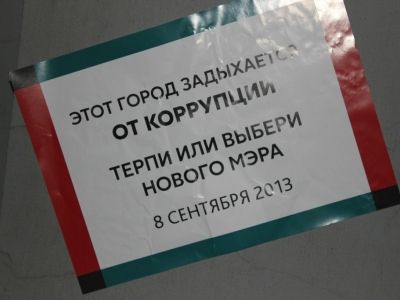 ЭТОТ ГОРОД ЗАДЫХАЕТСЯ
ОТ КОРРУПЦИИ
ТЕРПИ ИЛИ ВЫБЕРИ
НОВОГО МЭРА
8 СЕНТЯБРЯ 2013